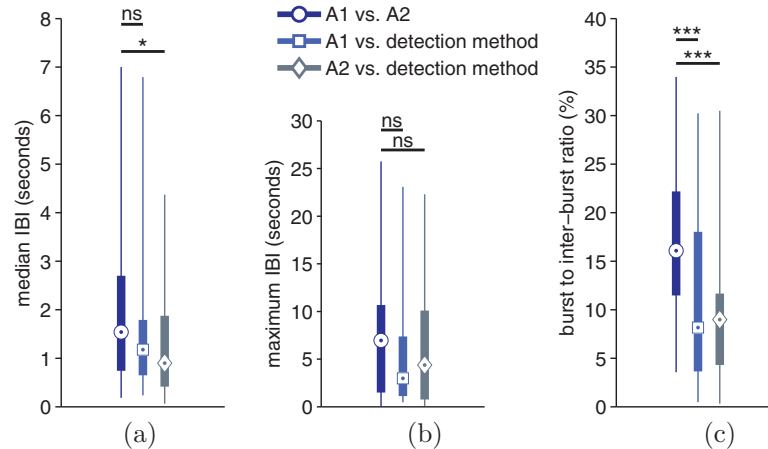 A1 vs. A2
A1 vs. detection method
A2 vs. detection method
median IBI (seconds)
8
7
6
5
4
3
2
1
0
ns
*
(a)
maximum IBI (seconds)
30
25
20
15
10
5
0
ns
ns
(b)
burst to inter−burst ratio (%)
40
35
30
25
20
15
10
5
0
***
***
(c)